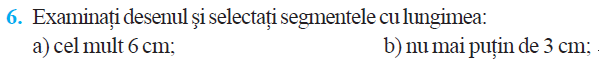 6. Examinați desenul și selectați segmentele cu lungimea:
a) cel mult 6 cm; b) nu mai puțin de 3 cm;